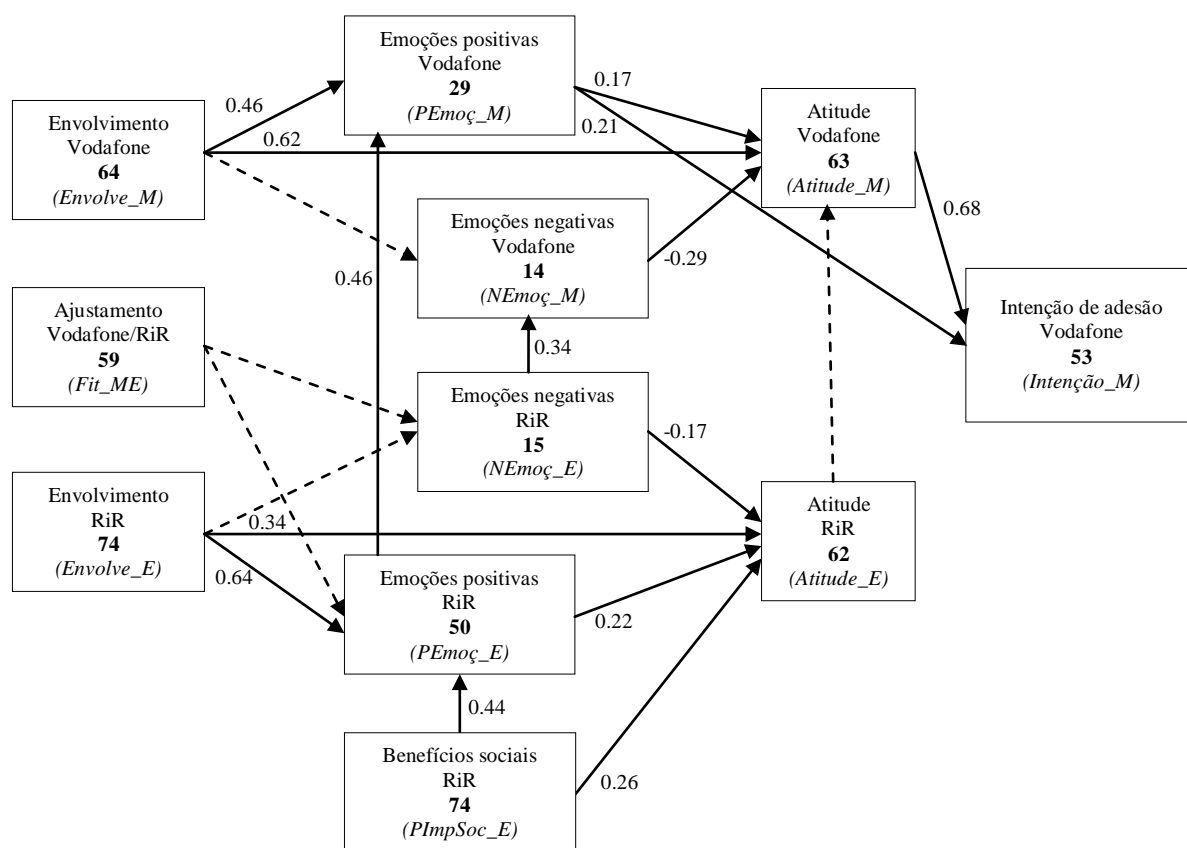 Emoções positivas
Vodafone
29
(PEmoç_M)
0.17
0.46
Envolvimento
Vodafone
64
(Envolve_M)
0.62
0.21
Atitude
Vodafone
63
(Atitude_M)
0.68
Emoções negativas
Vodafone
14
(NEmoç_M)
-0.29
0.46
Ajustamento
Vodafone/RiR
59
(Fit_ME)
Intenção de adesão
Vodafone
53
(Intenção_M)
0.34
Emoções negativas
RiR
15
(NEmoç_E)
-0.17
Envolvimento
RiR
74
(Envolve_E)
0.34
0.64
Atitude
RiR
62
(Atitude_E)
Emoções positivas
RiR
50
(PEmoç_E)
0.22
0.44
Benefícios sociais
RiR
74
(PImpSoc_E)
0.26